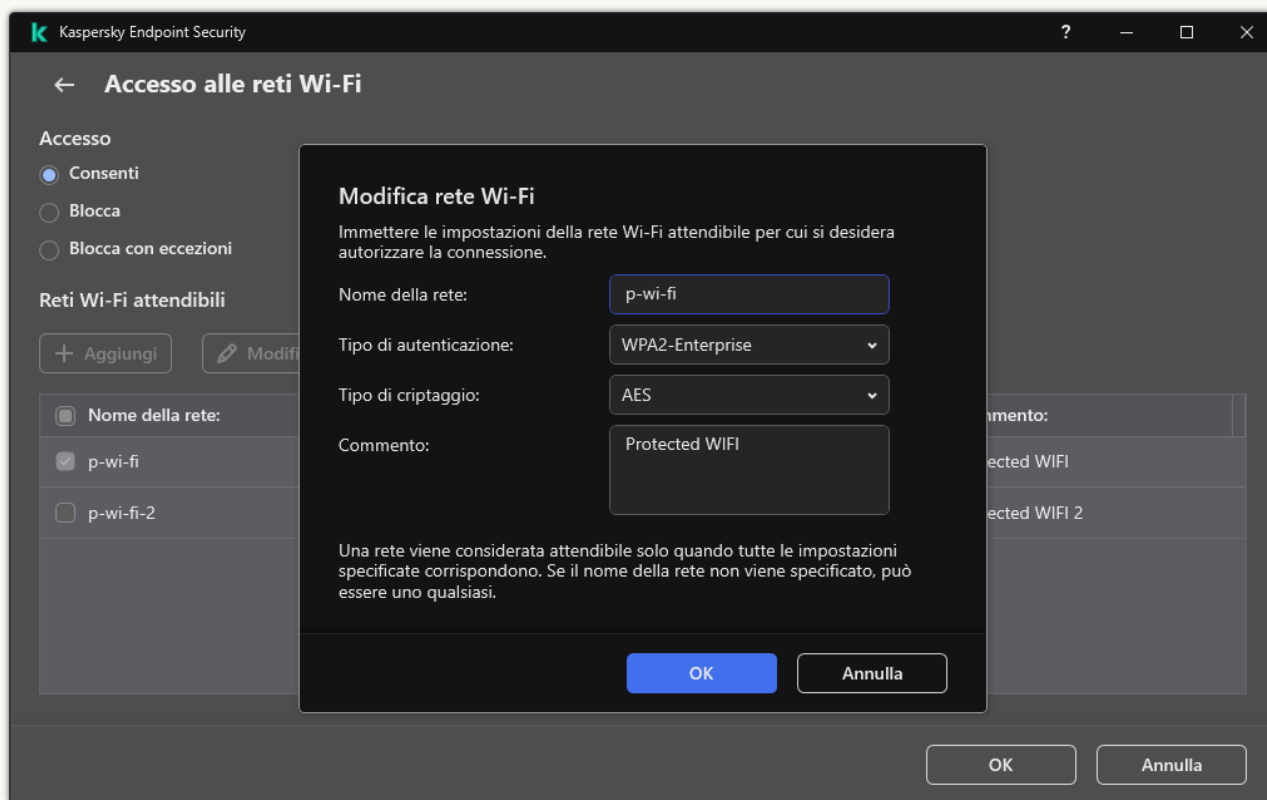 Kaspersky Endpoint Security
?
Accesso alle reti Wi-Fi
Accesso
Consenti
Blocca
Blocca con eccezioni
Reti Wi-Fi attendibili
Aggiungi
Modifi
Nome della rete:
mmento:
p-wi-fi
ected WIFI
p-wi-fi-2
ected WIFI 2
Modifica rete Wi-Fi
Immettere le impostazioni della rete Wi-Fi attendibile per cui si desidera
autorizzare la connessione.
Nome della rete:
p-wi-fi
Tipo di autenticazione:
WPA2-Enterprise
Tipo di criptaggio:
AES
Commento:
Protected WIFI
Una rete viene considerata attendibile solo quando tutte le impostazioni
specificate corrispondono. Se il nome della rete non viene specificato, può
essere uno qualsiasi.
OK
Annulla
OK
Annulla